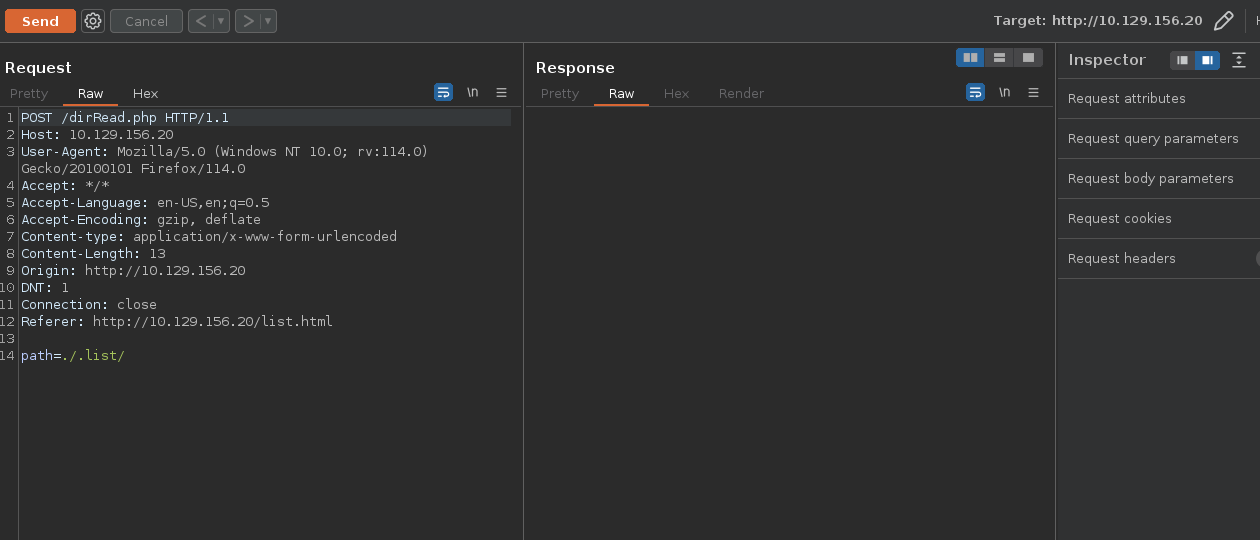 Send
Cancel
Target: http://10.129.156.20
H
Request
Pretty
Raw
Hex
\n
1 POST /dirRead.php HTTP/1.1
2 Host: 10.129.156.20
3 User-Agent: Mozilla/5.0 (Windows NT 10.0; rv:114.0)
Gecko/20100101 Firefox/114.0
4 Accept: */*
5 Accept-Language: en-US,en;q=0.5
6 Accept-Encoding: gzip, deflate
7 Content-type: application/x-www-form-urlencoded
8 Content-Length: 13
9 Origin: http://10.129.156.20
10 DNT: 1
11 Connection: close
12 Referer: http://10.129.156.20/list.html
13
14 path=./.list/
Response
Pretty
Raw
Hex
Render
\n
Inspector
Request attributes
Request query parameters
Request body parameters
Request cookies
Request headers